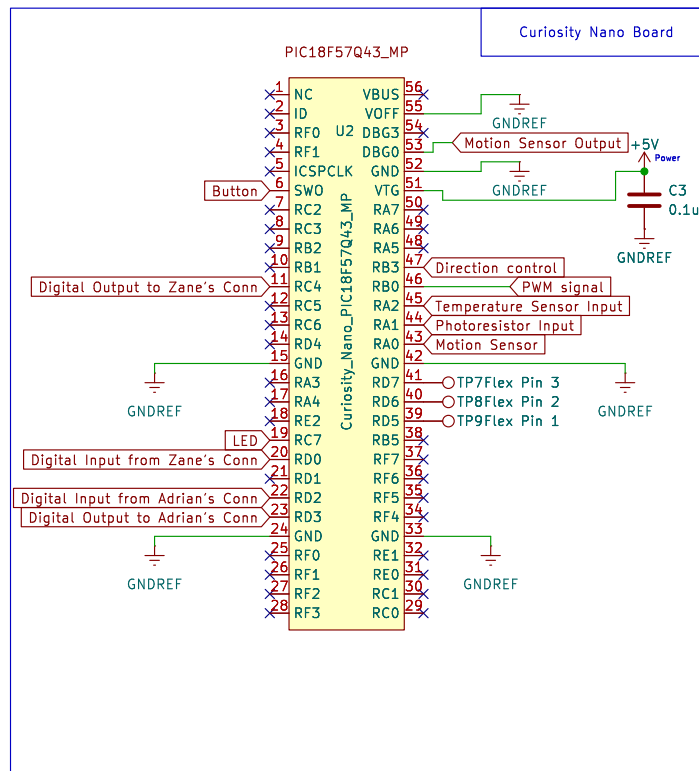 Curiosity Nano Board
PIC18F57Q43_MP
U2
Curiosity_Nano_PIC18F57Q43_MP
1 NC
2 ID
3 RF0
4 RF1
5 ICSPCLK
Button 6 SWO
7 RC2
8 RC3
9 RB2
10 RB1
Digital Output to Zane's Conn 11 RC4
12 RC5
13 RC6
14 RD4
15 GND
GNDREF
16 RA3
17 RA4
18 RE2
LED 19 RC7
Digital Input from Zane's Conn 20 RD0
21 RD1
Digital Input from Adrian's Conn 22 RD2
Digital Output to Adrian's Conn 23 RD3
24 GND
GNDREF
25 RF0
26 RF1
27 RF2
28 RF3
VBUS 56
VOFF 55
GNDREF
DBG3 54
DBG0 53 Motion Sensor Output
GND 52
GNDREF
VTG 51
+5V
Power
C3
0.1u
GNDREF
RA7 50
RA6 49
RA5 48
RB3 47 Direction control
RB0 46 PWM signal
RA2 45 Temperature Sensor Input
RA1 44 Photoresistor Input
RA0 43 Motion Sensor
GND 42
GNDREF
RD7 41 TP7Flex Pin 3
RD6 40 TP8Flex Pin 2
RD5 39 TP9Flex Pin 1
RB5 38
RF7 37
RF6 36
RF5 35
RF4 34
GND 33
GNDREF
RE1 32
RE0 31
RC1 30
RC0 29